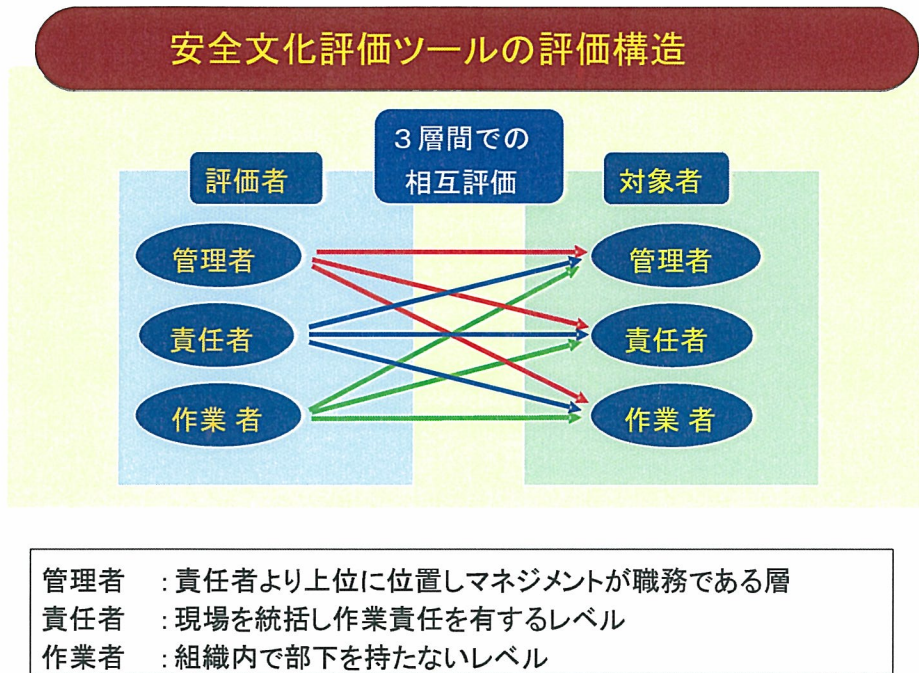 安全文化評価ツールの評価構造
3層間での
相互評価
評価者
対象者
管理者
管理者
責任者
責任者
作業 者
作業 者
管理者 :責任者より上位に位置しマネジメントが職務である層
責任者 :現場を統括し作業責任を有するレベル
作業者 :組織内で部下を持たないレベル